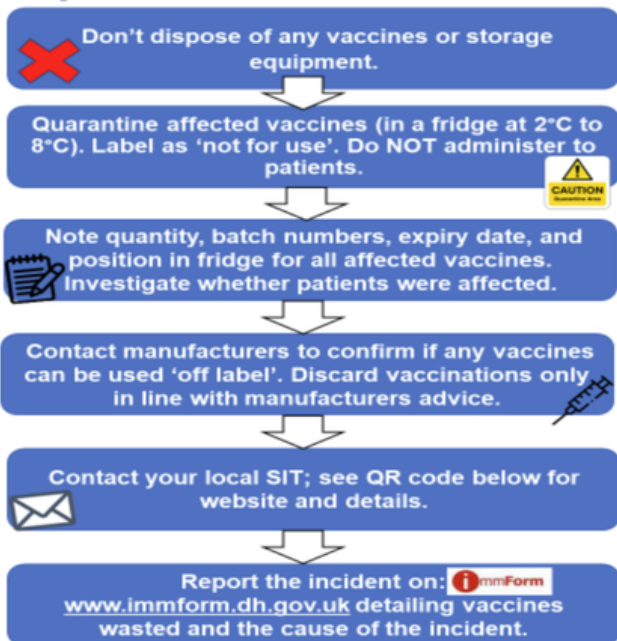 Don't dispose of any vaccines or storage
equipment.
Quarantine affected vaccines (in a fridge at 2°C to
8°C). Label as 'not for use'. Do NOT administer to
patients.
CAUTION
Quarantine Area
Note quantity, batch numbers, expiry date, and
position in fridge for all affected vaccines.
Investigate whether patients were affected.
Contact manufacturers to confirm if any vaccines
can be used 'off label'. Discard vaccinations only
in line with manufacturers advice.
Contact your local SIT; see QR code below for
website and details.
Report the incident on: immForm
www.immform.dh.gov.uk detailing vaccines
wasted and the cause of the incident.